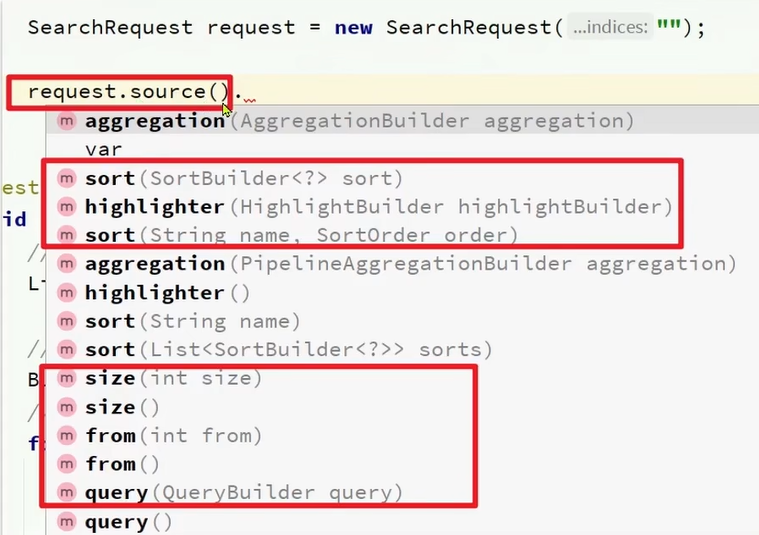 SearchRequest request = new SearchRequest(...indices: "");
request.source().
m aggregation(AggregationBuilder aggregation)
var
m sort(SortBuilder<?> sort)
est
m highlighter(HighlightBuilder highlightBuilder)
id
m sort(String name, SortOrder order)
//
m aggregation(PipelineAggregationBuilder aggregation)
m highlighter()
m sort(String name)
//
m sort(List<SortBuilder<?>> sorts)
m size(int size)
m size()
m from(int from)
m from()
m query(QueryBuilder query)
m query()